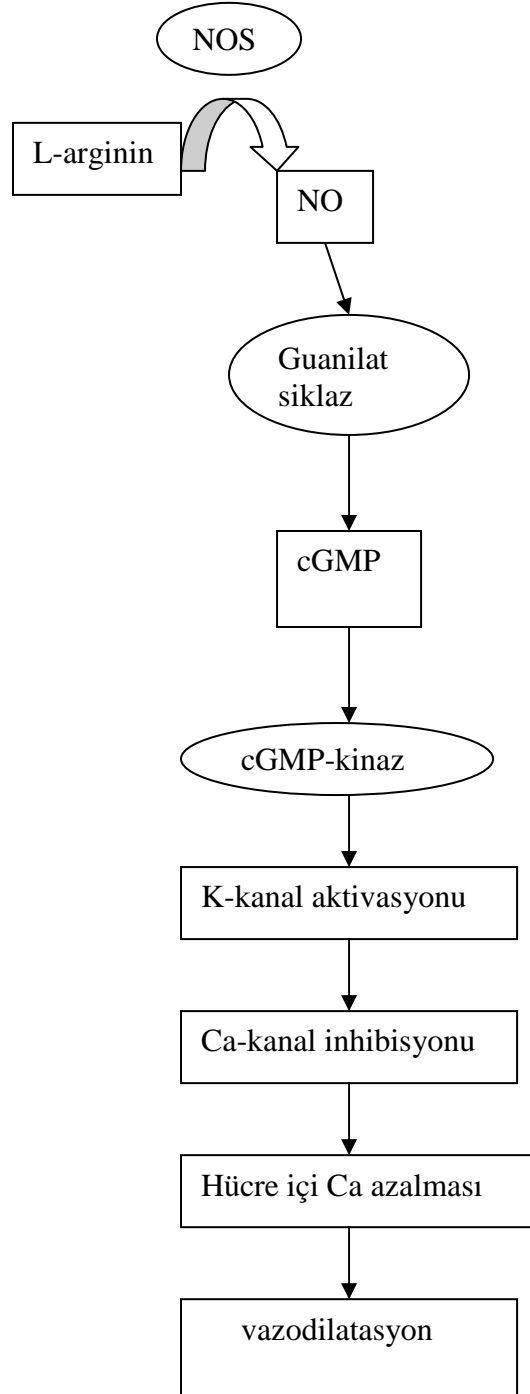 NOS
L-arginin
NO
Guanilat
siklaz
cGMP
cGMP-kinaz
K-kanal aktivasyonu
Ca-kanal inhibisyonu
Hücre içi Ca azalması
vazodilatasyon